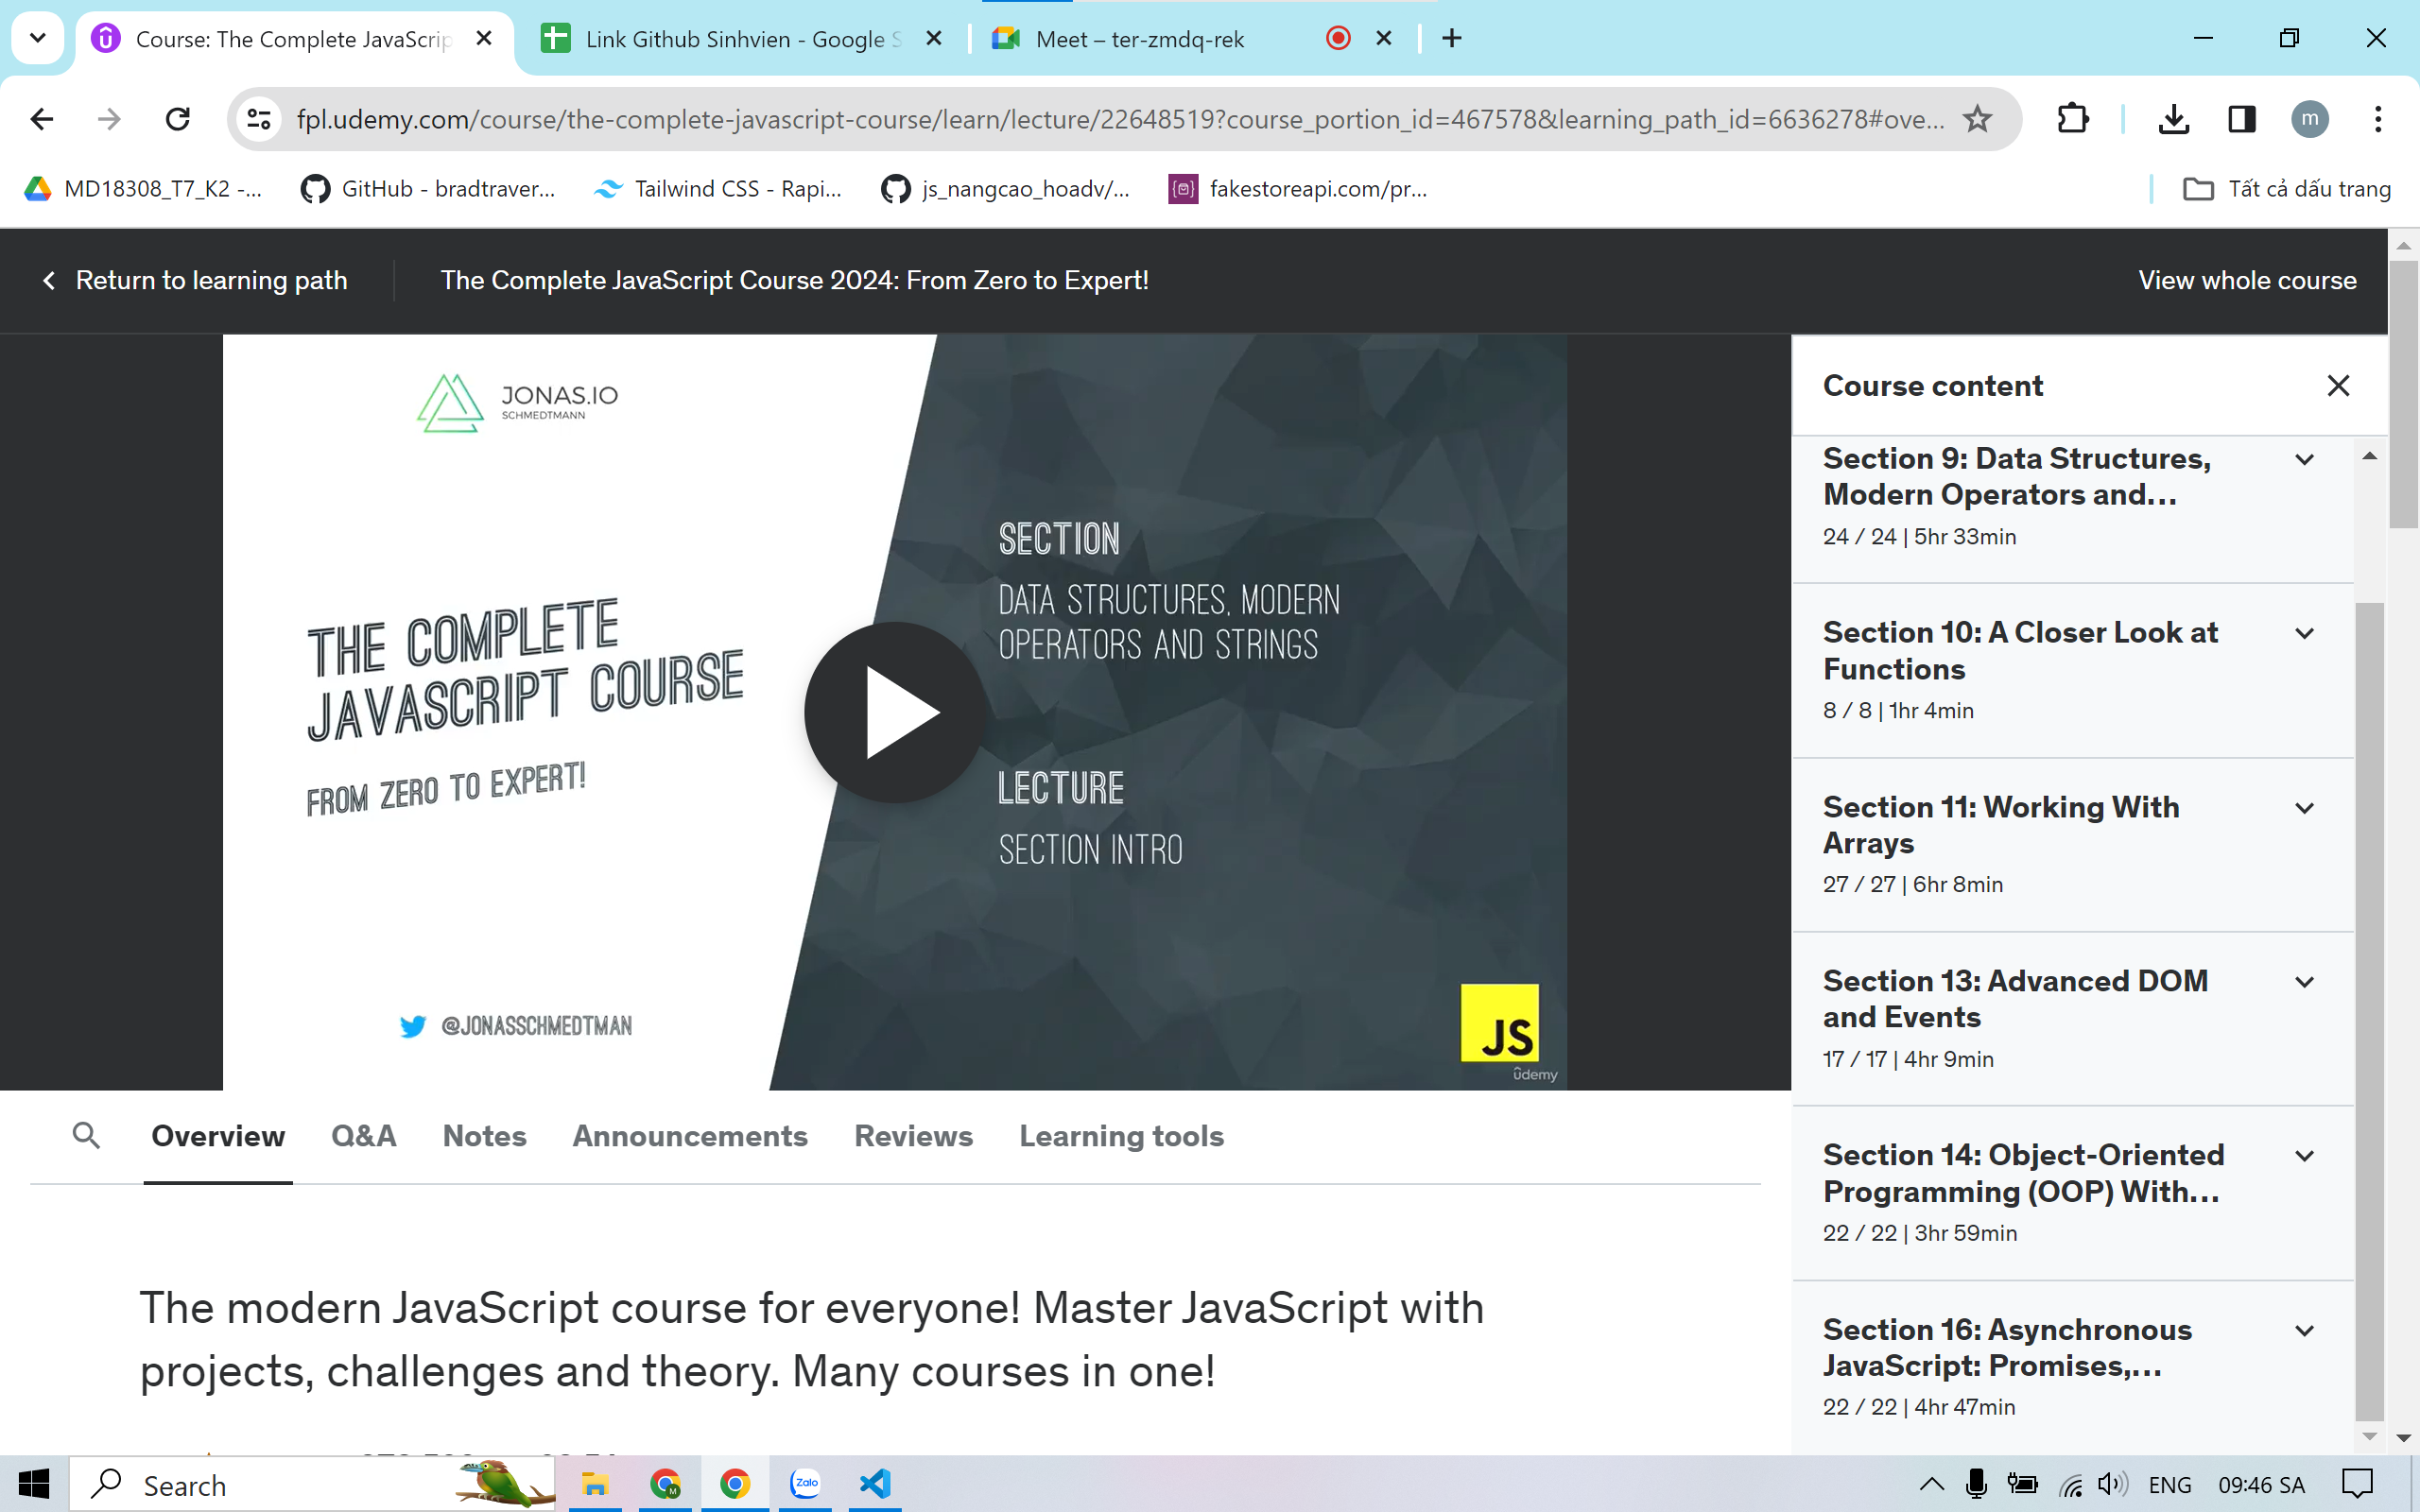 Course: The Complete JavaScrip
Link Github Sinhvien - Google S
Meet – ter-zmdq-rek
fpl.udemy.com/course/the-complete-javascript-course/learn/lecture/22648519?course_portion_id=467578&learning_path_id=6636278#ove...
m
MD18308_T7_K2 -...
GitHub - bradtraver...
Tailwind CSS - Rapi...
js_nangcao_hoadv/...
fakestoreapi.com/pr...
Tất cả dấu trang
Return to learning path
The Complete JavaScript Course 2024: From Zero to Expert!
View whole course
JONAS.IO
SCHMEDTMANN
THE COMPLETE
JAVASCRIPT COURSE
FROM ZERO TO EXPERT!
@JONASSCHMEDTMAN
SECTION
DATA STRUCTURES, MODERN
OPERATORS AND STRINGS
LECTURE
SECTION INTRO
JS
udemy
Course content
Section 9: Data Structures,
Modern Operators and...
24 / 24 | 5hr 33min
Section 10: A Closer Look at
Functions
8 / 8 | 1hr 4min
Section 11: Working With
Arrays
27 / 27 | 6hr 8min
Section 13: Advanced DOM
and Events
17 / 17 | 4hr 9min
Section 14: Object-Oriented
Programming (OOP) With...
22 / 22 | 3hr 59min
Section 16: Asynchronous
JavaScript: Promises,...
22 / 22 | 4hr 47min
Overview
Q&A
Notes
Announcements
Reviews
Learning tools
The modern JavaScript course for everyone! Master JavaScript with
projects, challenges and theory. Many courses in one!
Search
M
Zalo
ENG
09:46 SA